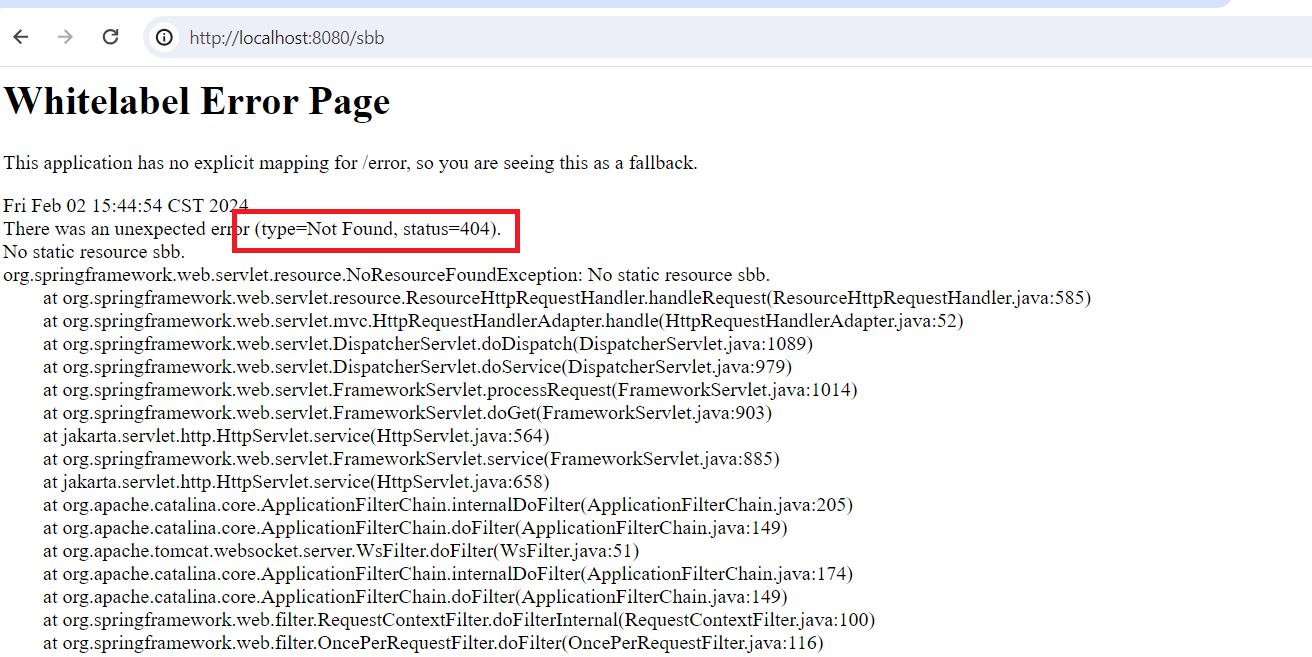 http://localhost:8080/sbb
Whitelabel Error Page
This application has no explicit mapping for /error, so you are seeing this as a fallback.
Fri Feb 02 15:44:54 CST 2024
There was an unexpected error (type=Not Found, status=404).
No static resource sbb.
org.springframework.web.servlet.resource.NoResourceFoundException: No static resource sbb.
at org.springframework.web.servlet.resource.ResourceHttpRequestHandler.handleRequest(ResourceHttpRequestHandler.java:585)
at org.springframework.web.servlet.mvc.HttpRequestHandlerAdapter.handle(HttpRequestHandlerAdapter.java:52)
at org.springframework.web.servlet.DispatcherServlet.doDispatch(DispatcherServlet.java:1089)
at org.springframework.web.servlet.DispatcherServlet.doService(DispatcherServlet.java:979)
at org.springframework.web.servlet.FrameworkServlet.processRequest(FrameworkServlet.java:1014)
at org.springframework.web.servlet.FrameworkServlet.doGet(FrameworkServlet.java:903)
at jakarta.servlet.http.HttpServlet.service(HttpServlet.java:564)
at org.springframework.web.servlet.FrameworkServlet.service(FrameworkServlet.java:885)
at jakarta.servlet.http.HttpServlet.service(HttpServlet.java:658)
at org.apache.catalina.core.ApplicationFilterChain.internalDoFilter(ApplicationFilterChain.java:205)
at org.apache.catalina.core.ApplicationFilterChain.doFilter(ApplicationFilterChain.java:149)
at org.apache.tomcat.websocket.server.WsFilter.doFilter(WsFilter.java:51)
at org.apache.catalina.core.ApplicationFilterChain.internalDoFilter(ApplicationFilterChain.java:174)
at org.apache.catalina.core.ApplicationFilterChain.doFilter(ApplicationFilterChain.java:149)
at org.springframework.web.filter.RequestContextFilter.doFilterInternal(RequestContextFilter.java:100)
at org.springframework.web.filter.OncePerRequestFilter.doFilter(OncePerRequestFilter.java:116)